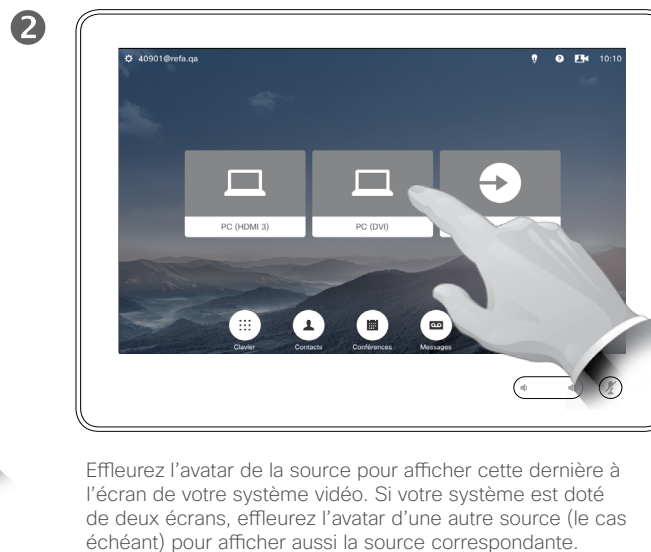 2
40901@refa.qa
10:10
PC (HDMI 3)
PC (DVI)
Clavier
Contacts
Conférences
Messages
Effleurez l’avatar de la source pour afficher cette dernière à
l’écran de votre système vidéo. Si votre système est doté
de deux écrans, effleurez l’avatar d’une autre source (le cas
échéant) pour afficher aussi la source correspondante.